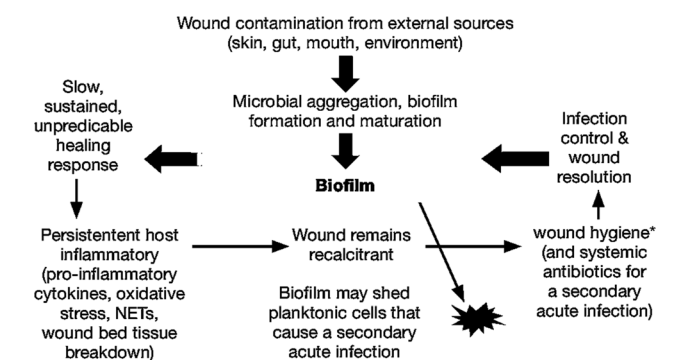 Wound contamination from external sources
(skin, gut, mouth, environment)
Microbial aggregation, biofilm
formation and maturation
Biofilm
Slow,
sustained,
unpredicable
healing
response
Persistentent host
inflammatory
(pro-inflammatory
cytokines, oxidative
stress, NETs,
wound bed tissue
breakdown)
Wound remains
recalcitrant
Biofilm may shed
planktonic cells that
cause a secondary
acute infection
wound hygiene*
(and systemic
antibiotics for
a secondary
acute infection)
Infection
control &
wound
resolution